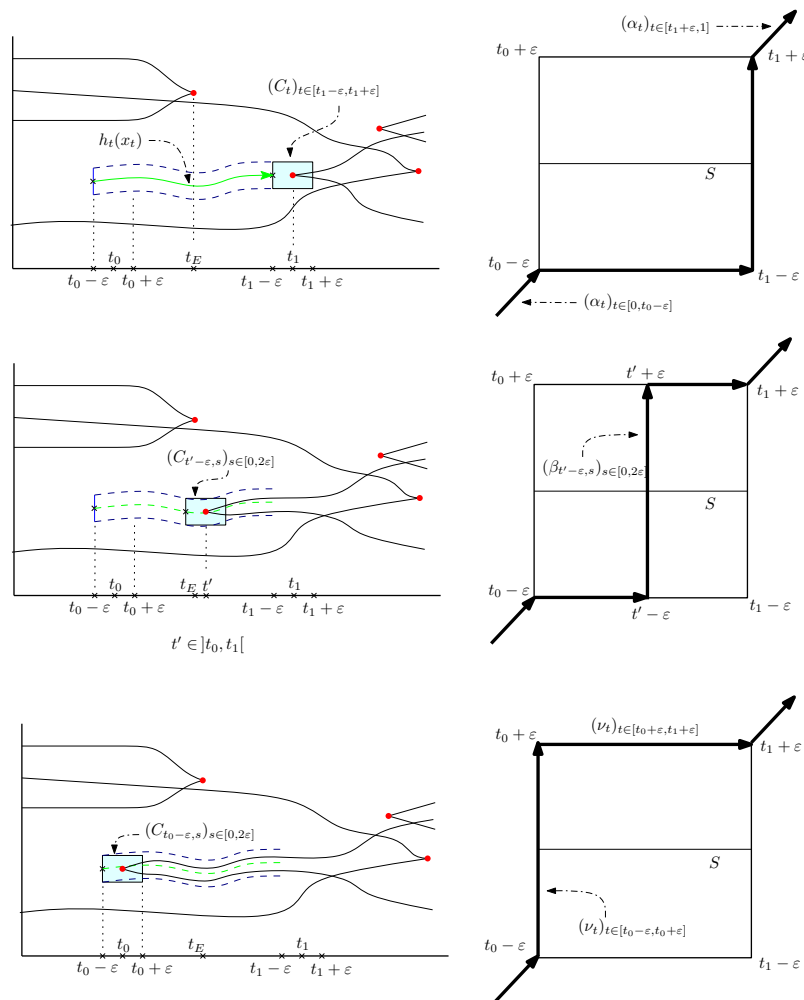 (C_t)_{t∈[t_1−ε,t_1+ε]}
h_t(x_t)
t_0 t_E t_1
t_0 − ε t_0 + ε t_1 − ε t_1 + ε
(α_t)_{t∈[t_1+ε,1]}
t_0 + ε t_1 + ε
S
t_0 − ε t_1 − ε
(α_t)_{t∈[0,t_0−ε]}
(C_{t′−ε,s})_{s∈[0,2ε]}
t_0 t_E t′ t_1
t_0 − ε t_0 + ε t_1 − ε t_1 + ε
t′ ∈ ]t_0, t_1[
t_0 + ε t′ + ε t_1 + ε
(β_{t′−ε,s})_{s∈[0,2ε]}
S
t_0 − ε t′ − ε t_1 − ε
(C_{t_0−ε,s})_{s∈[0,2ε]}
t_0 t_E t_1
t_0 − ε t_0 + ε t_1 − ε t_1 + ε
(ν_t)_{t∈[t_0+ε,t_1+ε]}
t_0 + ε t_1 + ε
S
(ν_t)_{t∈[t_0−ε,t_0+ε]}
t_0 − ε t_1 − ε